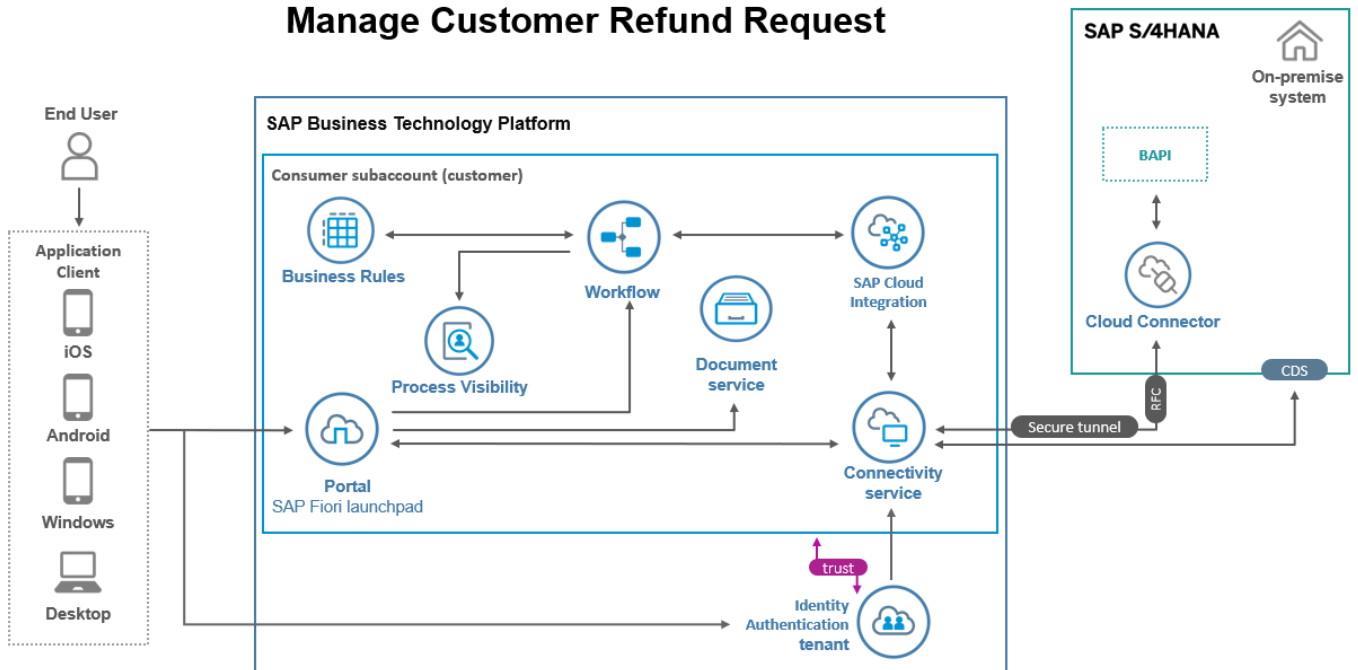 Manage Customer Refund Request
SAP S/4HANA
On-premise
system
End User
SAP Business Technology Platform
BAPI
Consumer subaccount (customer)
Application
Client
Business Rules
Workflow
SAP Cloud
Integration
Cloud Connector
iOS
Process Visibility
Document
service
CDS
RFC
Android
Secure tunnel
Portal
SAP Fiori launchpad
Connectivity
service
Windows
trust
Desktop
Identity
Authentication
tenant